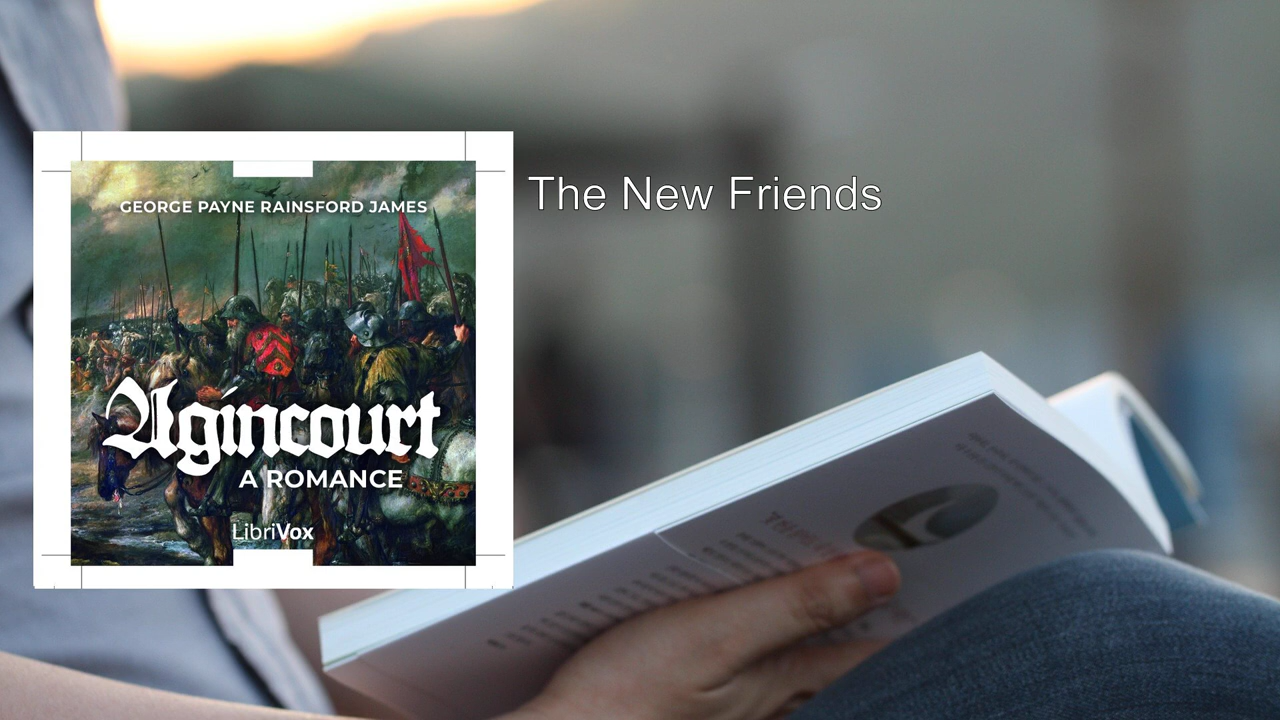 GEORGE PAYNE RAINSFORD JAMES
Agincourt
A ROMANCE
LibriVox
The New Friends